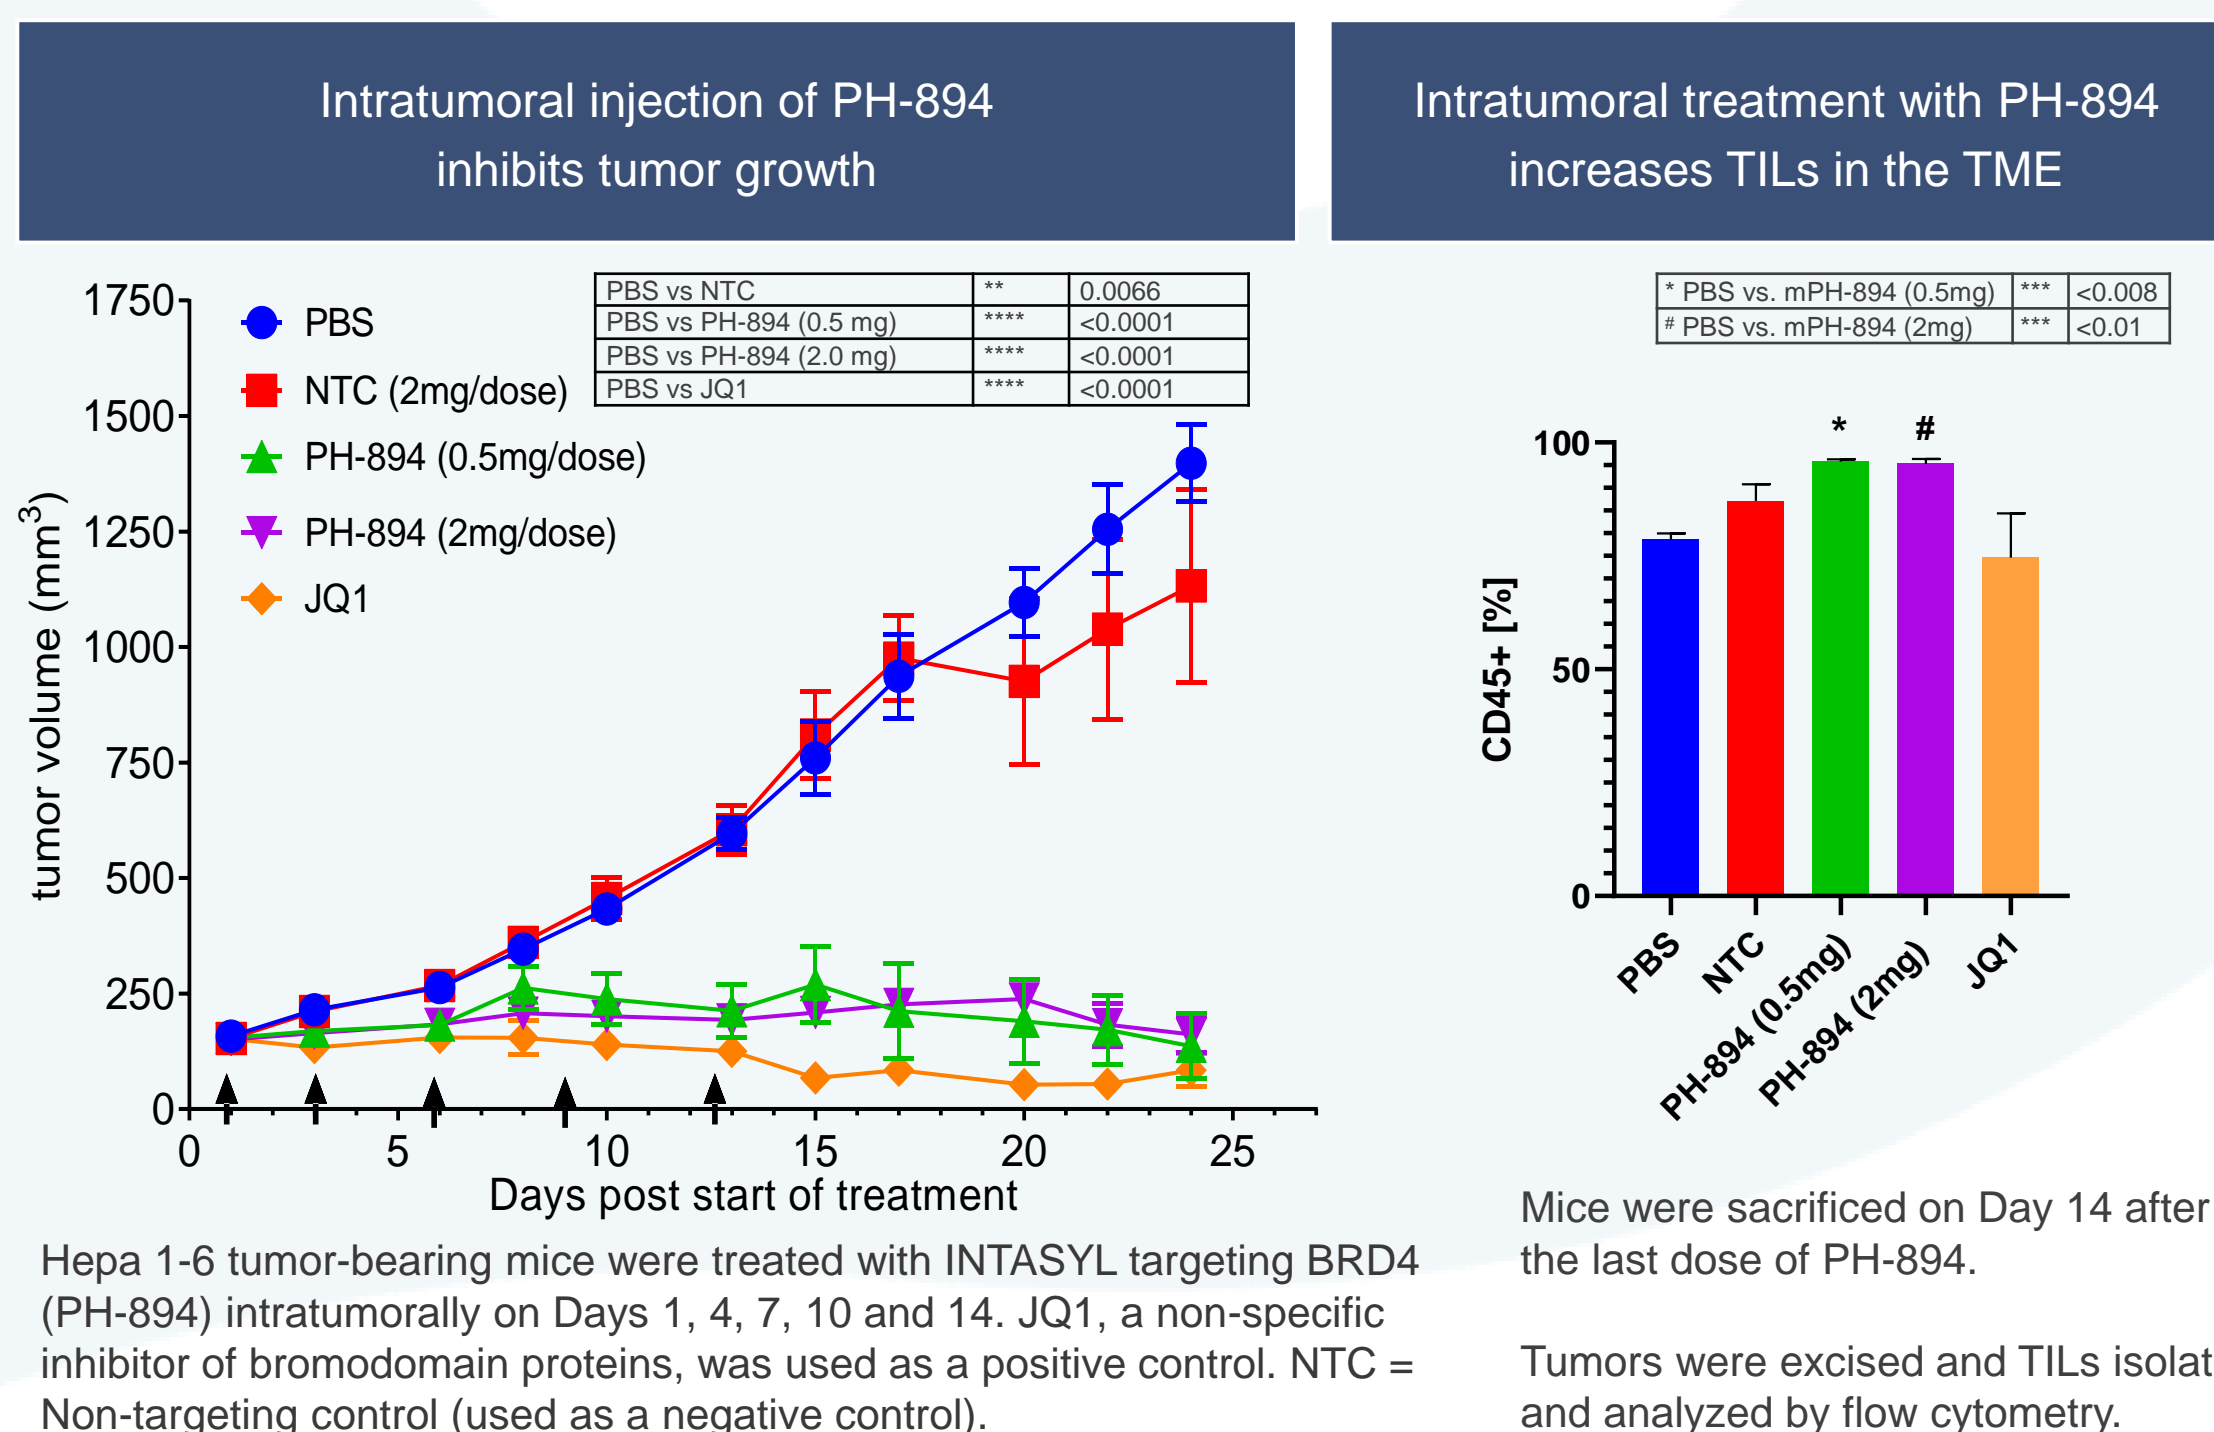 Intratumoral injection of PH-894
inhibits tumor growth
Intratumoral treatment with PH-894
increases TILs in the TME
PBS vs NTC ** 0.0066
PBS vs PH-894 (0.5 mg) **** <0.0001
PBS vs PH-894 (2.0 mg) **** <0.0001
PBS vs JQ1 **** <0.0001
PBS
NTC (2mg/dose)
PH-894 (0.5mg/dose)
PH-894 (2mg/dose)
JQ1
tumor volume (mm³)
1750
1500
1250
1000
750
500
250
0
0 5 10 15 20 25
Days post start of treatment
Hepa 1-6 tumor-bearing mice were treated with INTASYL targeting BRD4
(PH-894) intratumorally on Days 1, 4, 7, 10 and 14. JQ1, a non-specific
inhibitor of bromodomain proteins, was used as a positive control. NTC =
Non-targeting control (used as a negative control).
* PBS vs. mPH-894 (0.5mg) *** <0.008
# PBS vs. mPH-894 (2mg) *** <0.01
* #
CD45+ [%]
100
50
0
PBS
NTC
PH-894 (0.5mg)
PH-894 (2mg)
JQ1
Mice were sacrificed on Day 14 after
the last dose of PH-894.
Tumors were excised and TILs isolat
and analyzed by flow cytometry.